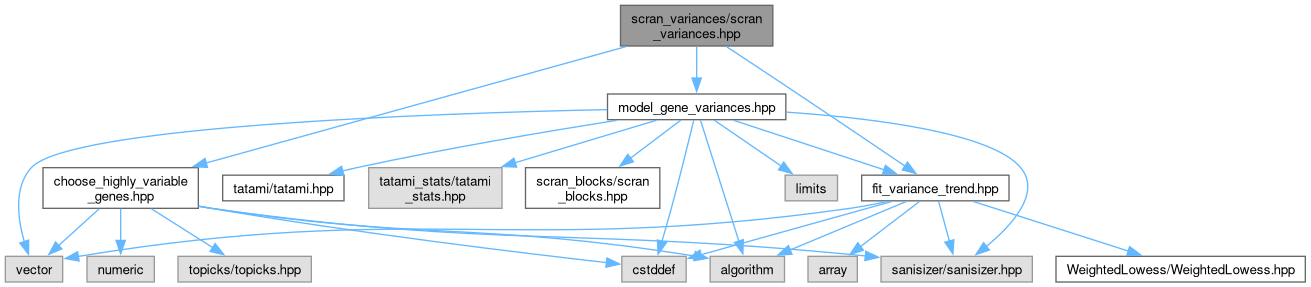 scran_variances/scran
_variances.hpp
model_gene_variances.hpp
choose_highly_variable
_genes.hpp
tatami/tatami.hpp
tatami_stats/tatami
_stats.hpp
scran_blocks/scran
_blocks.hpp
limits
fit_variance_trend.hpp
vector
numeric
topicks/topicks.hpp
cstddef
algorithm
array
sanisizer/sanisizer.hpp
WeightedLowess/WeightedLowess.hpp